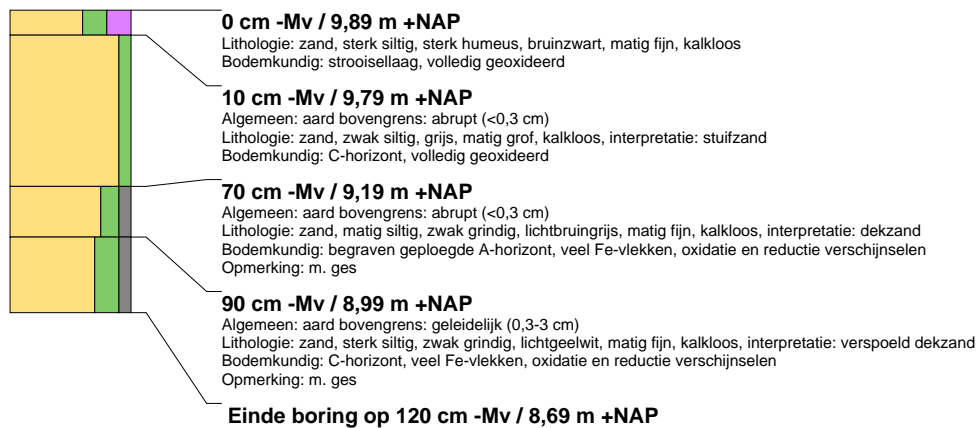 0 cm -Mv / 9,89 m +NAP
Lithologie: zand, sterk siltig, sterk humeus, bruinzwart, matig fijn, kalkloos
Bodemkundig: strooisellaag, volledig geoxideerd
10 cm -Mv / 9,79 m +NAP
Algemeen: aard bovengrens: abrupt (<0,3 cm)
Lithologie: zand, zwak siltig, grijs, matig grof, kalkloos, interpretatie: stuifzand
Bodemkundig: C-horizont, volledig geoxideerd
70 cm -Mv / 9,19 m +NAP
Algemeen: aard bovengrens: abrupt (<0,3 cm)
Lithologie: zand, matig siltig, zwak grindig, lichtbruingrijs, matig fijn, kalkloos, interpretatie: dekzand
Bodemkundig: begraven geploegde A-horizont, veel Fe-vlekken, oxidatie en reductie verschijnselen
Opmerking: m. ges
90 cm -Mv / 8,99 m +NAP
Algemeen: aard bovengrens: geleidelijk (0,3-3 cm)
Lithologie: zand, sterk siltig, zwak grindig, lichtgeelwit, matig fijn, kalkloos, interpretatie: verspoeld dekzand
Bodemkundig: C-horizont, veel Fe-vlekken, oxidatie en reductie verschijnselen
Opmerking: m. ges
Einde boring op 120 cm -Mv / 8,69 m +NAP